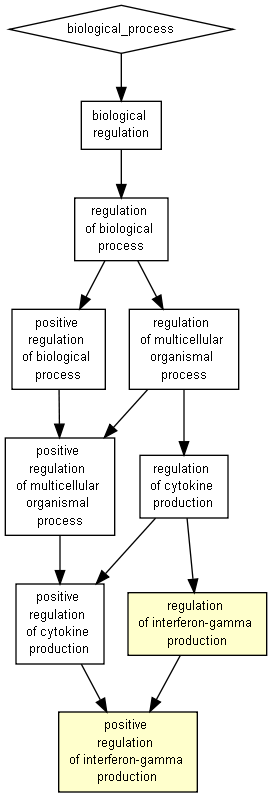 biological_process
biological
regulation
regulation
of biological
process
positive
regulation
of biological
process
regulation
of multicellular
organismal
process
positive
regulation
of multicellular
organismal
process
regulation
of cytokine
production
positive
regulation
of cytokine
production
regulation
of interferon-gamma
production
positive
regulation
of interferon-gamma
production